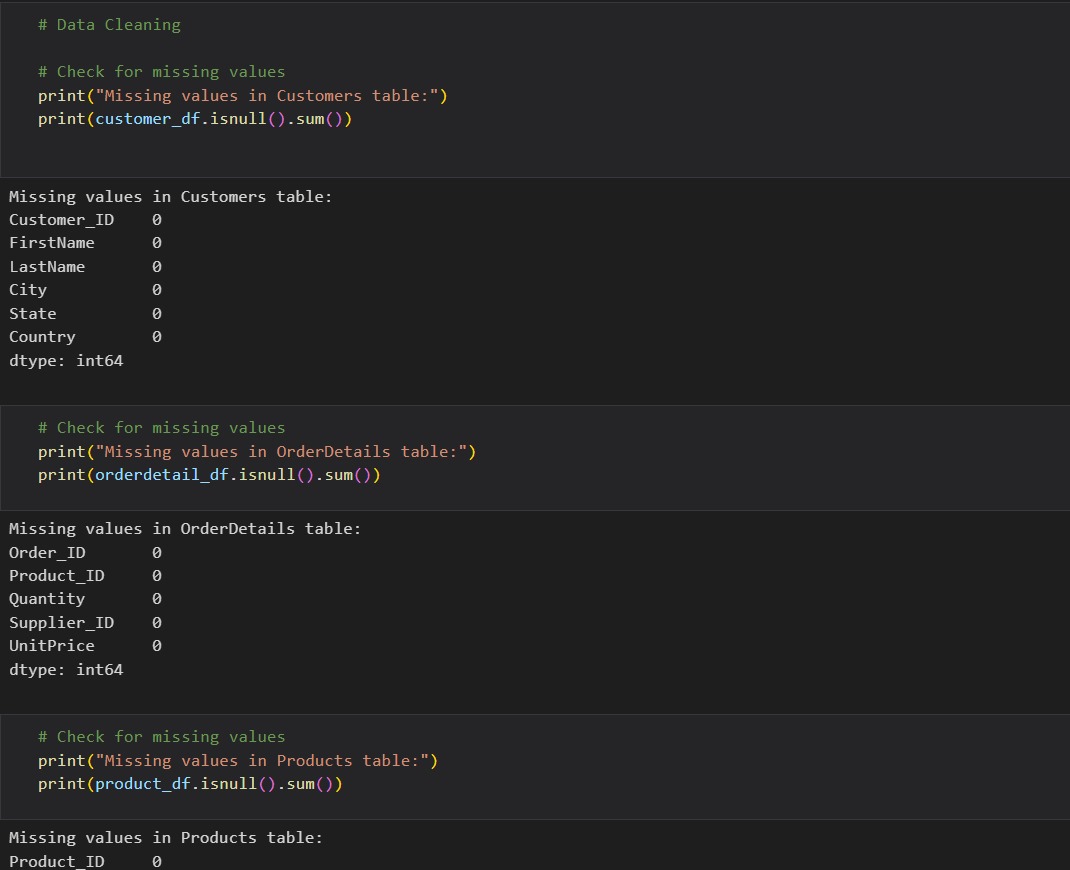 # Data Cleaning
# Check for missing values
print("Missing values in Customers table:")
print(customer_df.isnull().sum())
Missing values in Customers table:
Customer_ID    0
FirstName      0
LastName       0
City           0
State          0
Country        0
dtype: int64
# Check for missing values
print("Missing values in OrderDetails table:")
print(orderdetail_df.isnull().sum())
Missing values in OrderDetails table:
Order_ID       0
Product_ID     0
Quantity       0
Supplier_ID    0
UnitPrice      0
dtype: int64
# Check for missing values
print("Missing values in Products table:")
print(product_df.isnull().sum())
Missing values in Products table:
Product_ID     0